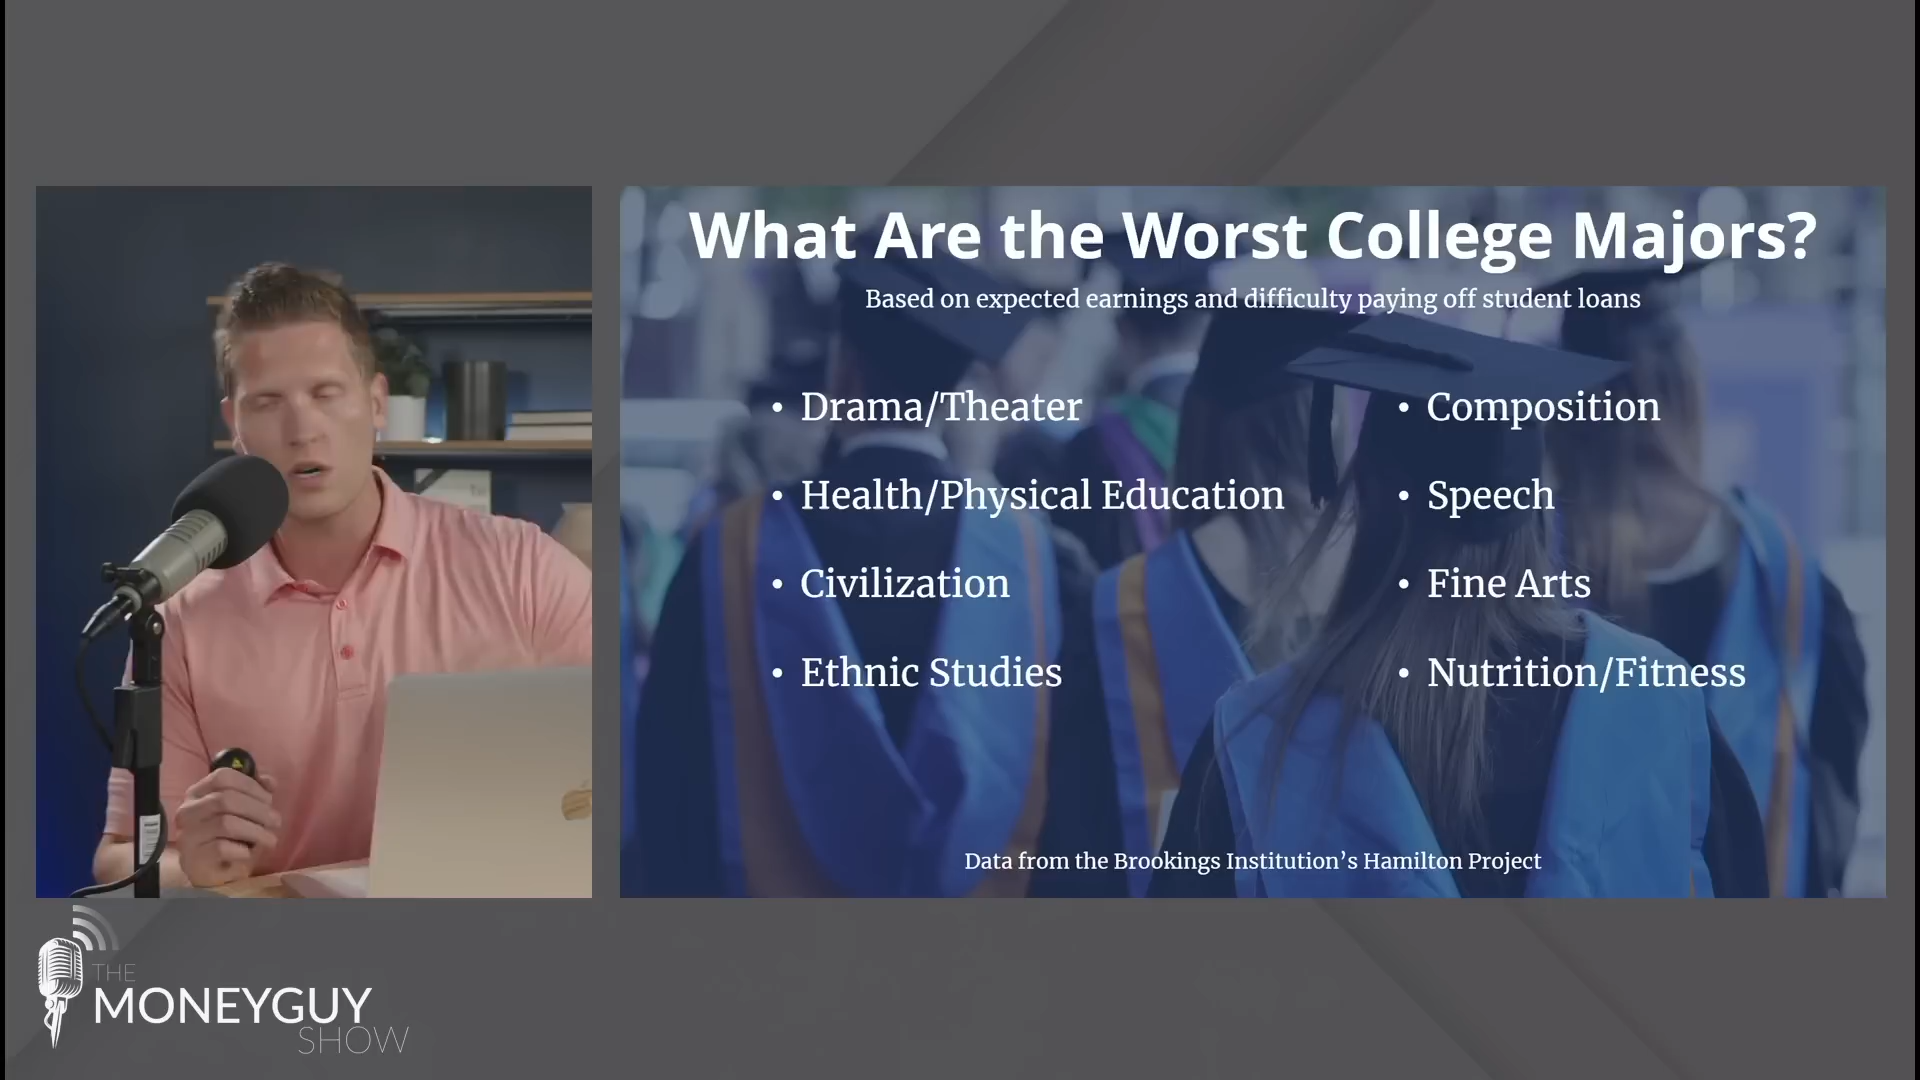 What Are the Worst College Majors?
Based on expected earnings and difficulty paying off student loans
• Drama/Theater
• Health/Physical Education
• Civilization
• Ethnic Studies
• Composition
• Speech
• Fine Arts
• Nutrition/Fitness
Data from the Brookings Institution’s Hamilton Project
THE
MONEYGUY
SHOW